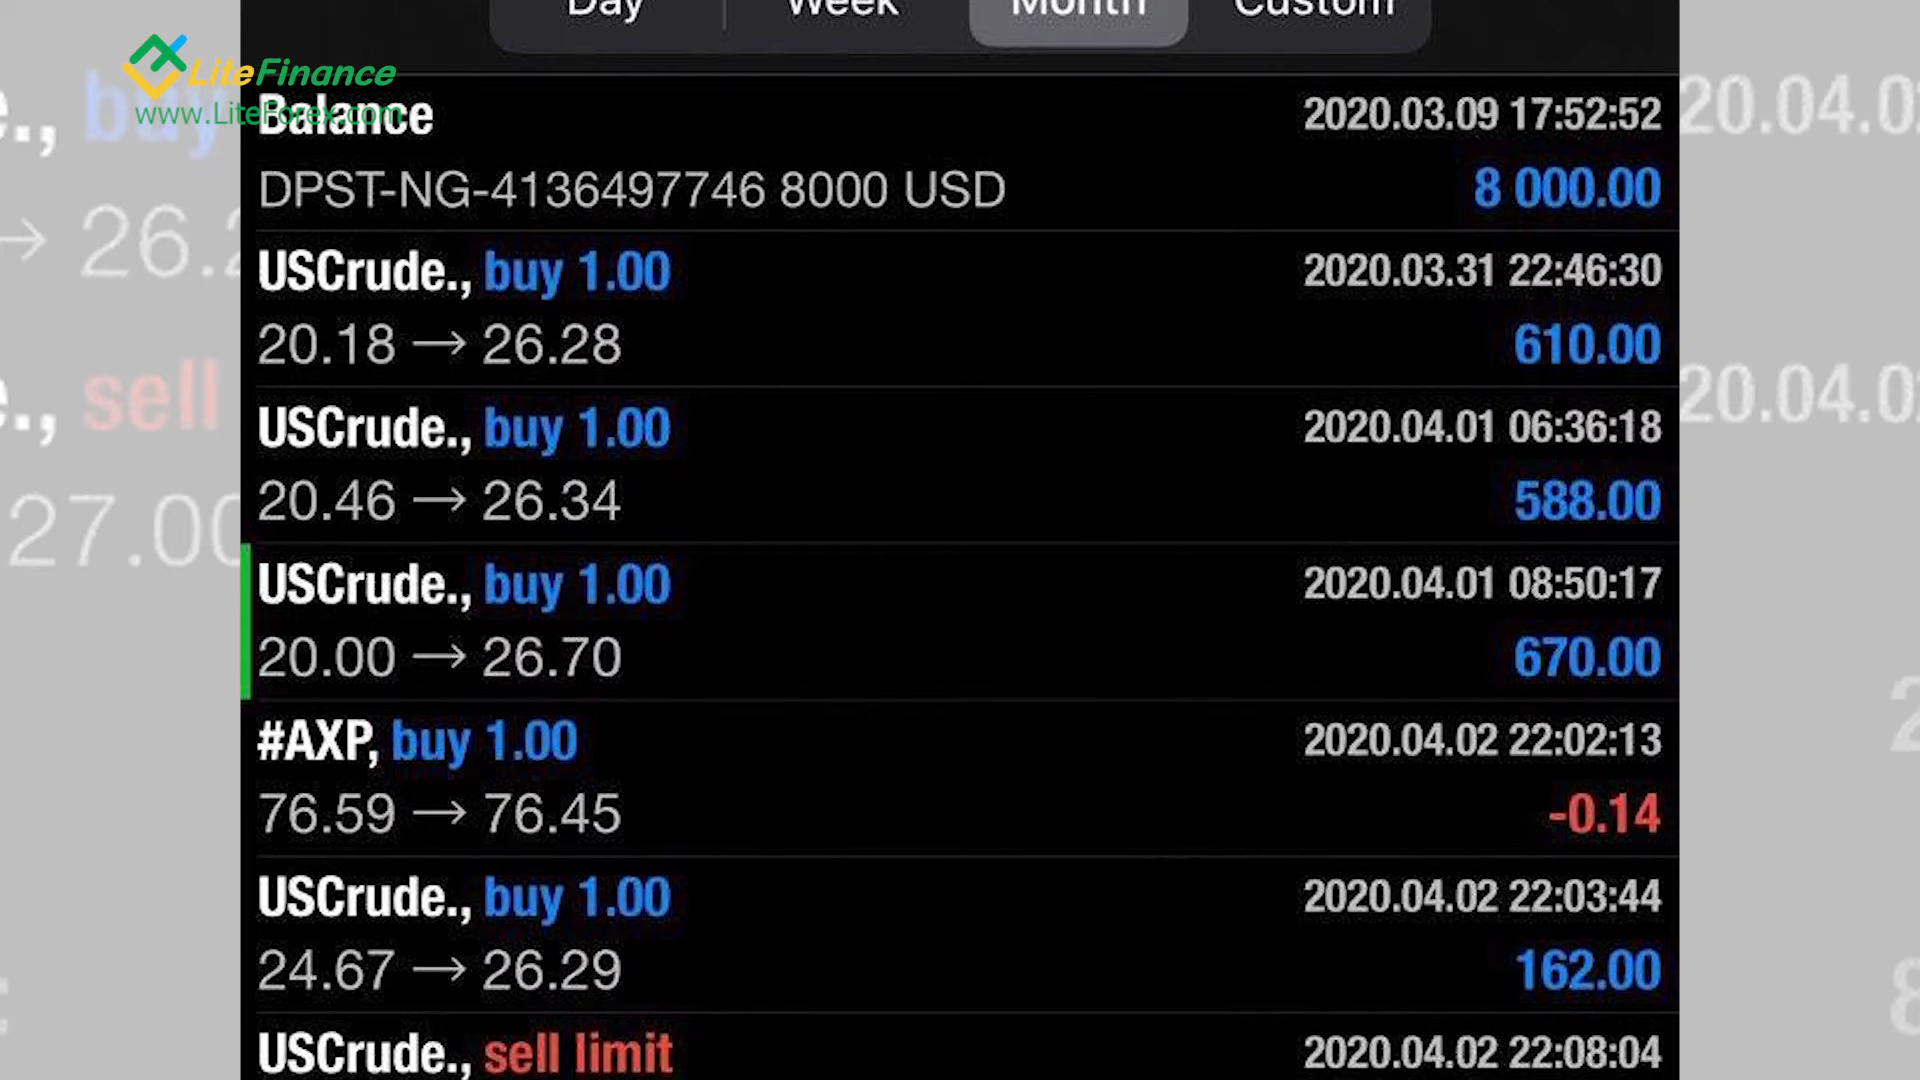 Day Week Month Custom
LiteFinance
www.LiteForex.com
Balance 2020.03.09 17:52:52
DPST-NG-4136497746 8000 USD 8 000.00
USCrude., buy 1.00 2020.03.31 22:46:30
20.18 → 26.28 610.00
USCrude., buy 1.00 2020.04.01 06:36:18
20.46 → 26.34 588.00
USCrude., buy 1.00 2020.04.01 08:50:17
20.00 → 26.70 670.00
#AXP, buy 1.00 2020.04.02 22:02:13
76.59 → 76.45 -0.14
USCrude., buy 1.00 2020.04.02 22:03:44
24.67 → 26.29 162.00
USCrude., sell limit 2020.04.02 22:08:04